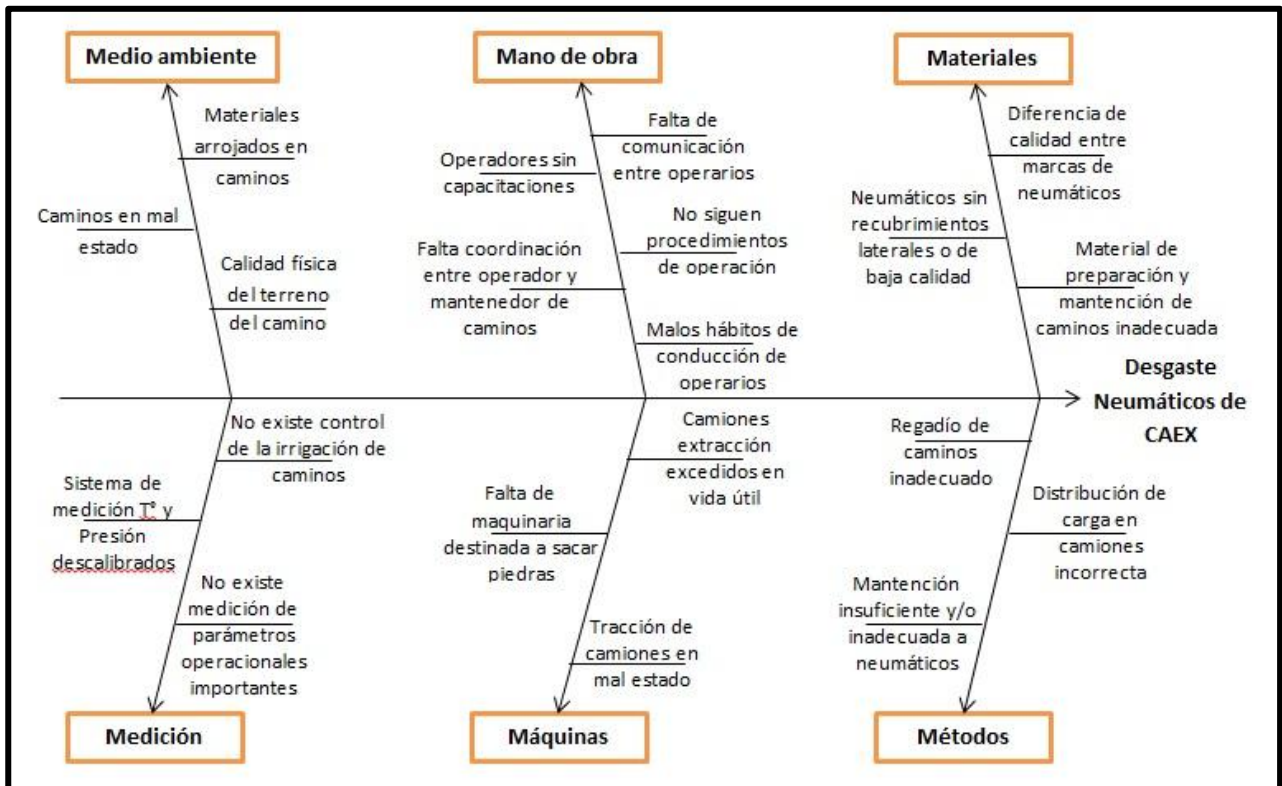 Medio ambiente
Materiales
arrojados en
caminos
Caminos en mal
estado
Calidad física
del terreno
del camino
Mano de obra
Falta de
comunicación
entre operarios
Operadores sin
capacitaciones
No siguen
procedimientos
de operación
Falta coordinación
entre operador y
mantenedor de
caminos
Malos hábitos de
conducción de
operarios
Materiales
Diferencia de
calidad entre
marcas de
neumáticos
Neumáticos sin
recubrimientos
laterales o de
baja calidad
Material de
preparación y
mantención de
caminos inadecuada
Desgaste
Neumáticos de
CAEX
No existe control
de la irrigación de
caminos
Sistema de
medición T° y
Presión
descalibrados
No existe
medición de
parámetros
operacionales
importantes
Medición
Camiones
extracción
excedidos en
vida útil
Falta de
maquinaria
destinada a sacar
piedras
Tracción de
camiones en
mal estado
Máquinas
Regadío de
caminos
inadecuado
Distribución de
carga en
camiones
incorrecta
Mantención
insuficiente y/o
inadecuada a
neumáticos
Métodos